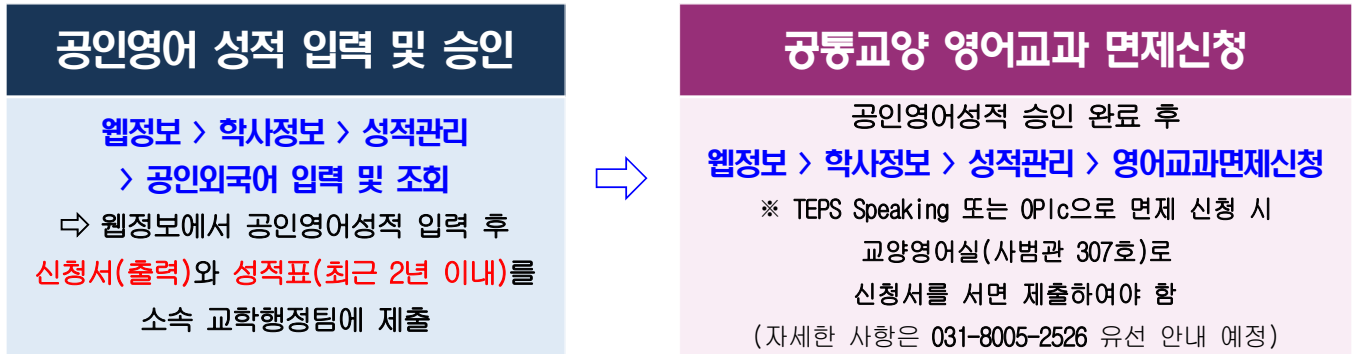 공인영어 성적 입력 및 승인
웹정보 > 학사정보 > 성적관리
> 공인외국어 입력 및 조회
⇨ 웹정보에서 공인영어성적 입력 후
신청서(출력)와 성적표(최근 2년 이내)를
소속 교학행정팀에 제출
⇨
공통교양 영어교과 면제신청
공인영어성적 승인 완료 후
웹정보 > 학사정보 > 성적관리 > 영어교과면제신청
※ TEPS Speaking 또는 OPIc으로 면제 신청 시
교양영어실(사범관 307호)로
신청서를 서면 제출하여야 함
(자세한 사항은 031-8005-2526 유선 안내 예정)